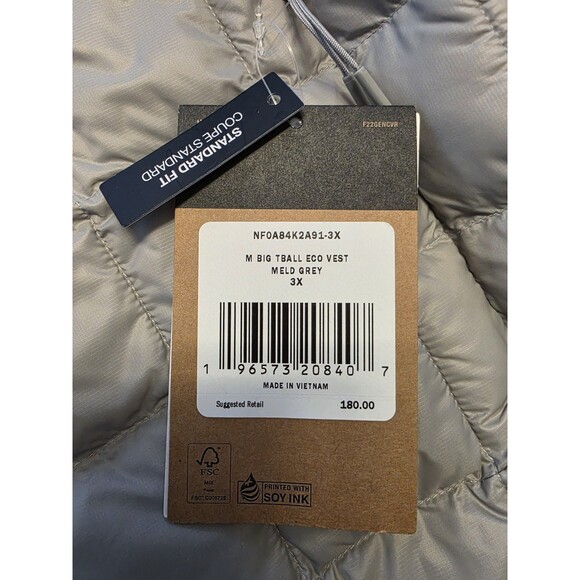 STANDARD FIT
COUPE STANDARD
F22GENCVR
NF0A84K2A91-3X
M BIG TBALL ECO VEST
MELD GREY
3X
1 96573 20840 7
MADE IN VIETNAM
Suggested Retail 180.00
FSC
MIX
PRINTED WITH
SOY INK